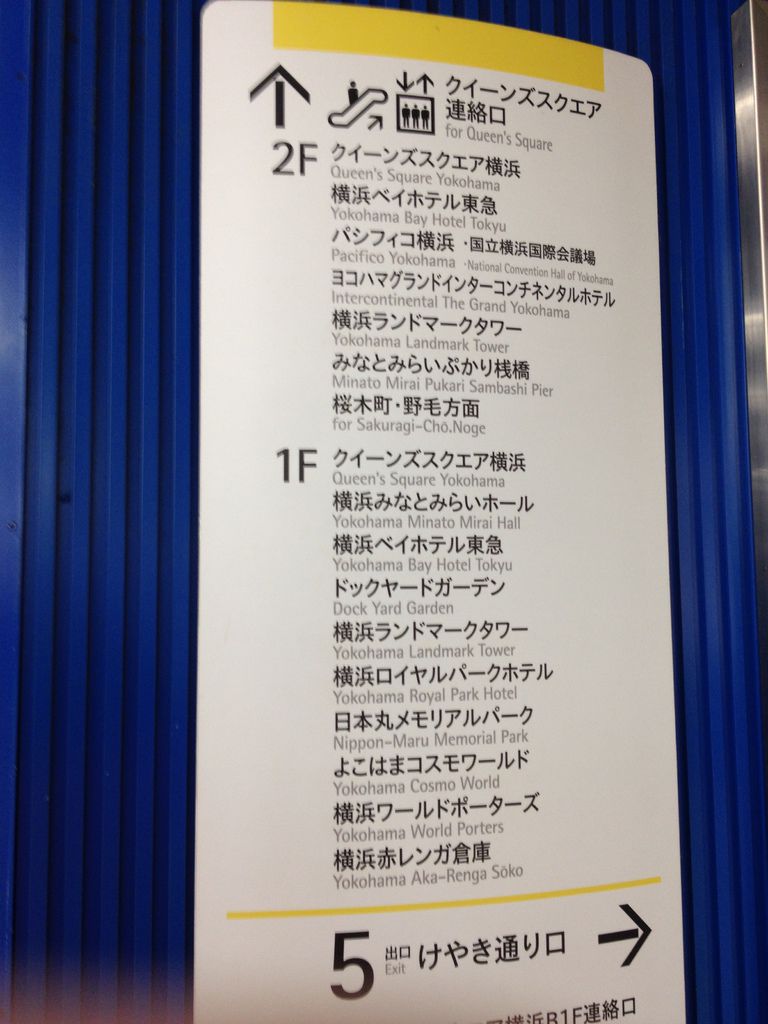 クイーンズスクエア
連絡口
for Queen's Square
2F クイーンズスクエア横浜
Queen's Square Yokohama
横浜ベイホテル東急
Yokohama Bay Hotel Tokyu
パシフィコ横浜 ・国立横浜国際会議場
Pacifico Yokohama ・National Convention Hall of Yokohama
ヨコハマグランドインターコンチネンタルホテル
Intercontinental The Grand Yokohama
横浜ランドマークタワー
Yokohama Landmark Tower
みなとみらいぷかり桟橋
Minato Mirai Pukari Sambashi Pier
桜木町・野毛方面
for Sakuragi-Chō.Noge
1F クイーンズスクエア横浜
Queen's Square Yokohama
横浜みなとみらいホール
Yokohama Minato Mirai Hall
横浜ベイホテル東急
Yokohama Bay Hotel Tokyu
ドックヤードガーデン
Dock Yard Garden
横浜ランドマークタワー
Yokohama Landmark Tower
横浜ロイヤルパークホテル
Yokohama Royal Park Hotel
日本丸メモリアルパーク
Nippon-Maru Memorial Park
よこはまコスモワールド
Yokohama Cosmo World
横浜ワールドポーターズ
Yokohama World Porters
横浜赤レンガ倉庫
Yokohama Aka-Renga Sōko
5 出口 けやき通り口
Exit
ア横浜B1F連絡口